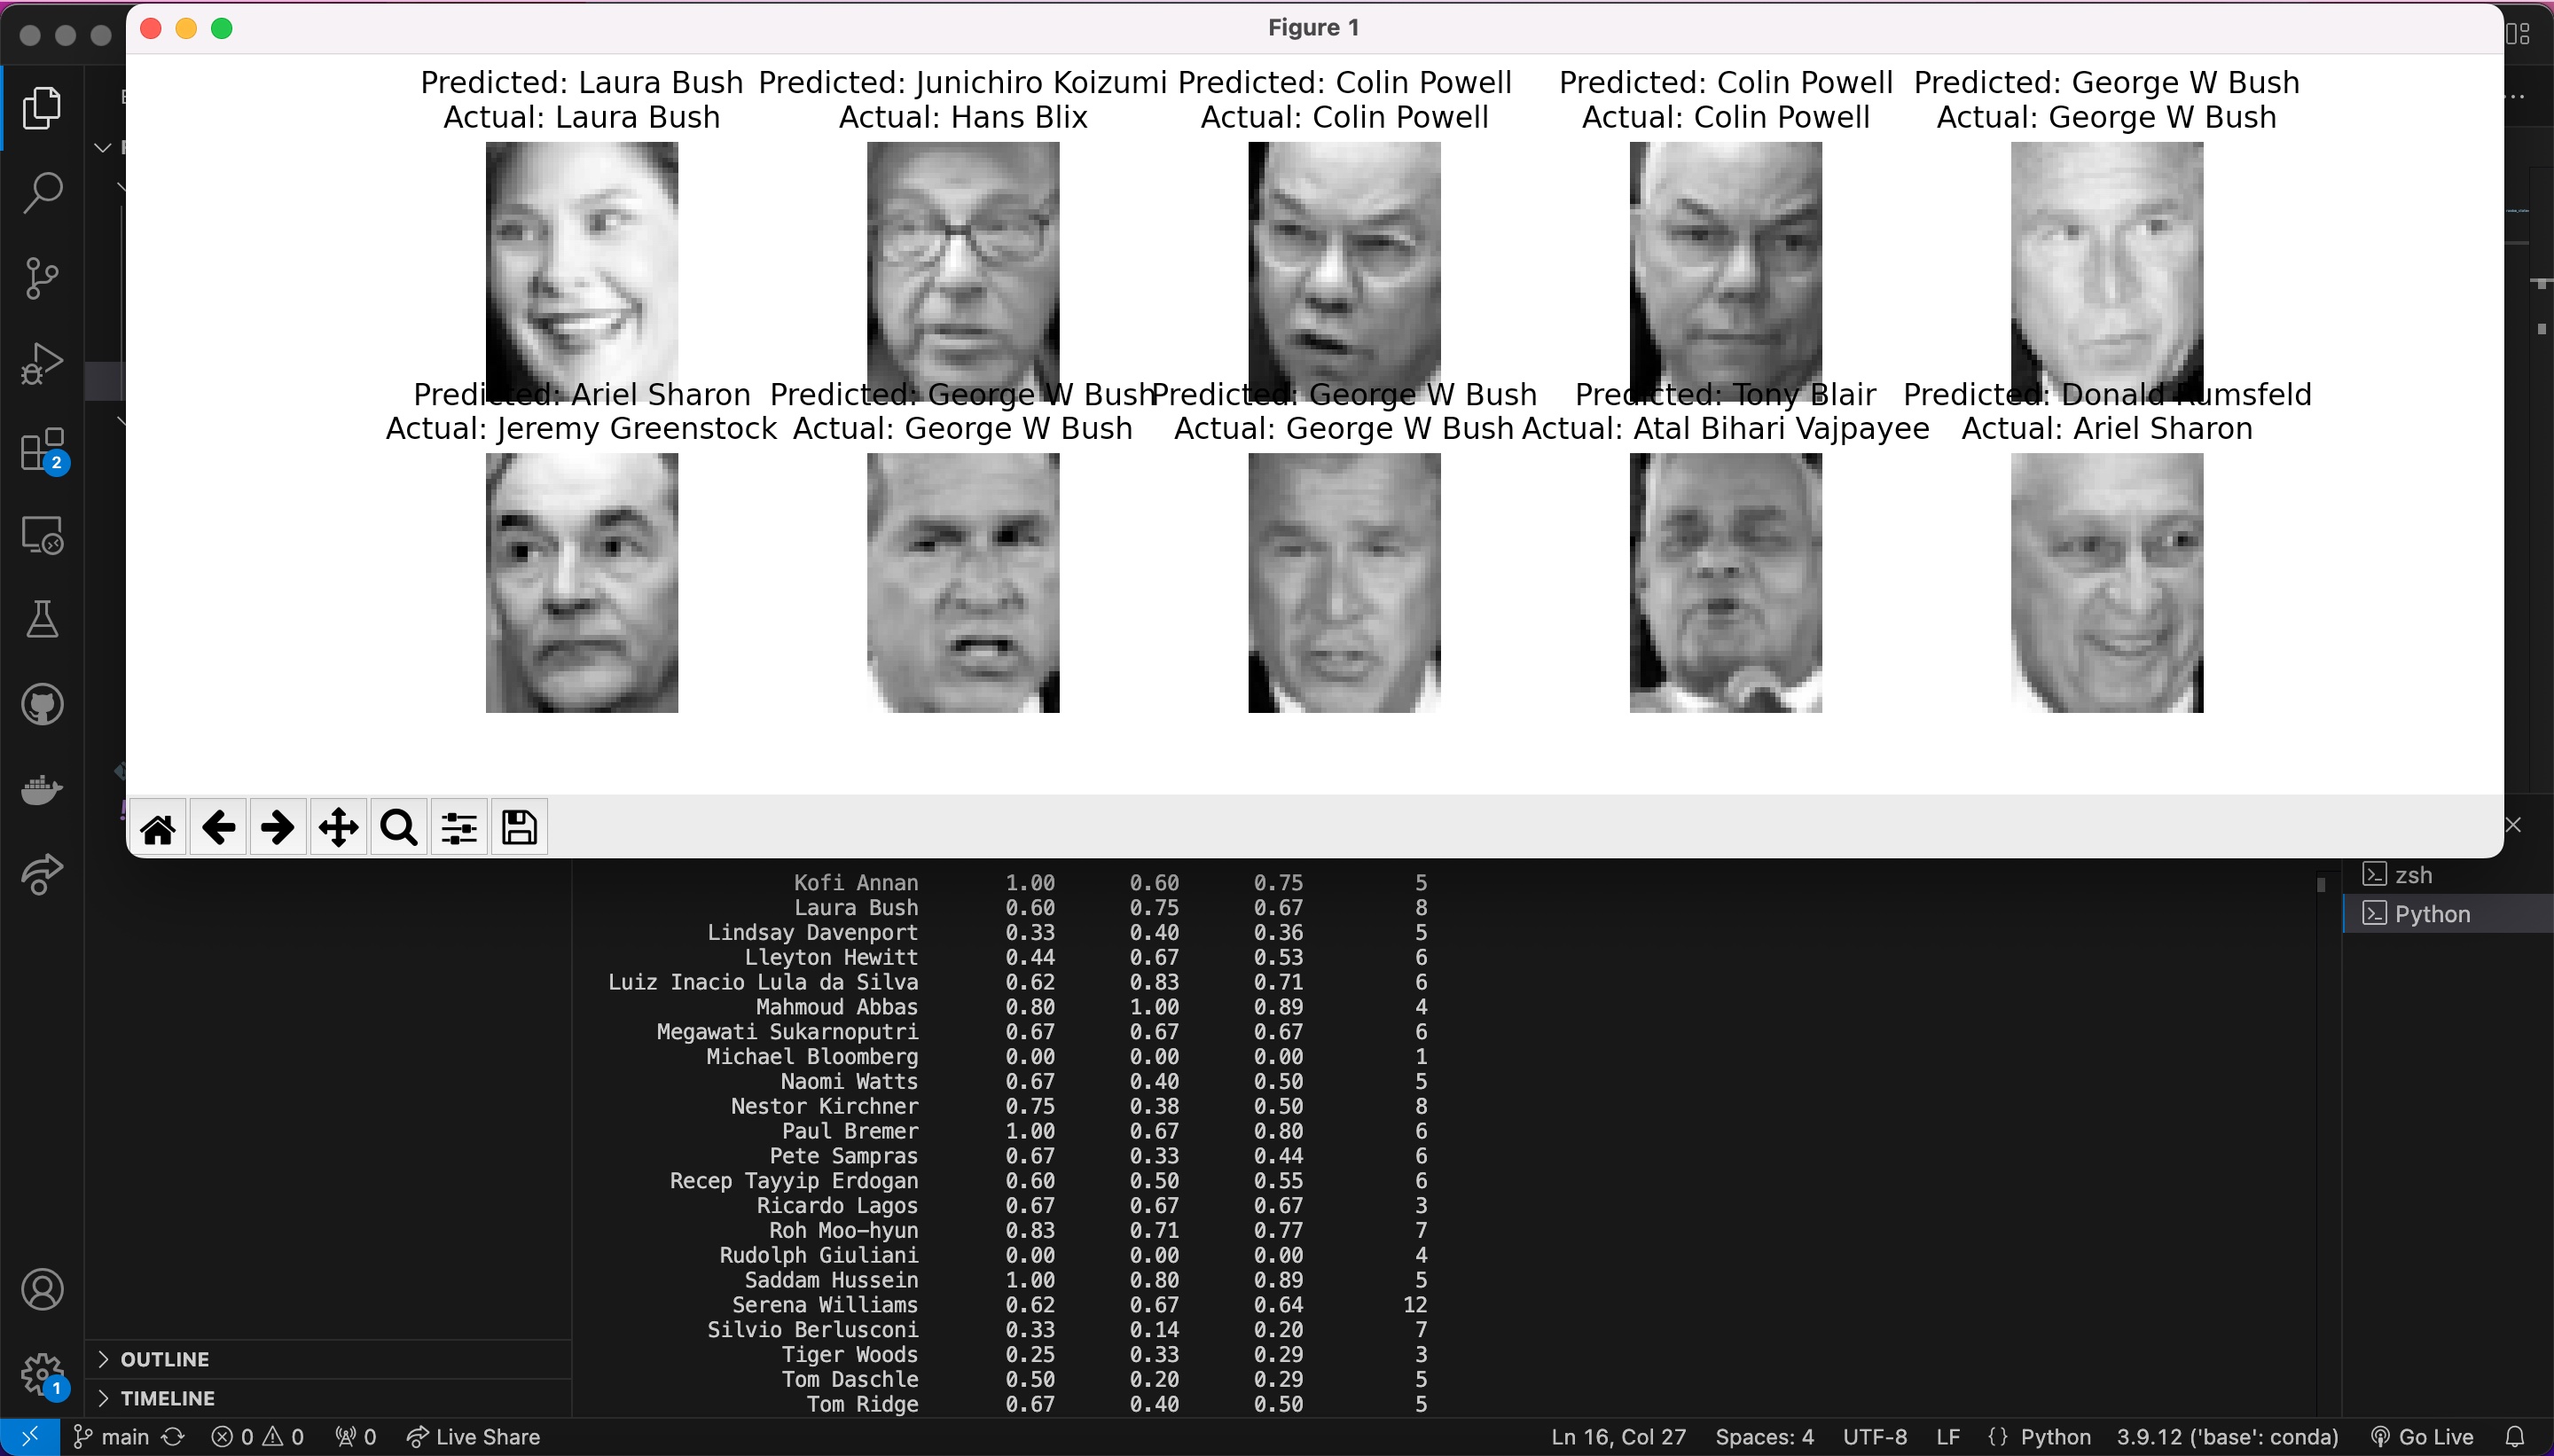 Figure 1
Predicted: Laura Bush
Actual: Laura Bush
Predicted: Junichiro Koizumi
Actual: Hans Blix
Predicted: Colin Powell
Actual: Colin Powell
Predicted: Colin Powell
Actual: Colin Powell
Predicted: George W Bush
Actual: George W Bush
Predicted: Ariel Sharon
Actual: Jeremy Greenstock
Predicted: George W Bush
Actual: George W Bush
Predicted: George W Bush
Actual: George W Bush
Predicted: Tony Blair
Actual: Atal Bihari Vajpayee
Predicted: Donald Rumsfeld
Actual: Ariel Sharon
2
Kofi Annan 1.00 0.60 0.75 5
Laura Bush 0.60 0.75 0.67 8
Lindsay Davenport 0.33 0.40 0.36 5
Lleyton Hewitt 0.44 0.67 0.53 6
Luiz Inacio Lula da Silva 0.62 0.83 0.71 6
Mahmoud Abbas 0.80 1.00 0.89 4
Megawati Sukarnoputri 0.67 0.67 0.67 6
Michael Bloomberg 0.00 0.00 0.00 1
Naomi Watts 0.67 0.40 0.50 5
Nestor Kirchner 0.75 0.38 0.50 8
Paul Bremer 1.00 0.67 0.80 6
Pete Sampras 0.67 0.33 0.44 6
Recep Tayyip Erdogan 0.60 0.50 0.55 6
Ricardo Lagos 0.67 0.67 0.67 3
Roh Moo-hyun 0.83 0.71 0.77 7
Rudolph Giuliani 0.00 0.00 0.00 4
Saddam Hussein 1.00 0.80 0.89 5
Serena Williams 0.62 0.67 0.64 12
Silvio Berlusconi 0.33 0.14 0.20 7
Tiger Woods 0.25 0.33 0.29 3
Tom Daschle 0.50 0.20 0.29 5
Tom Ridge 0.67 0.40 0.50 5
zsh
Python
OUTLINE
TIMELINE
1
main 0 0 0 Live Share Ln 16, Col 27 Spaces: 4 UTF-8 LF {} Python 3.9.12 ('base': conda) Go Live